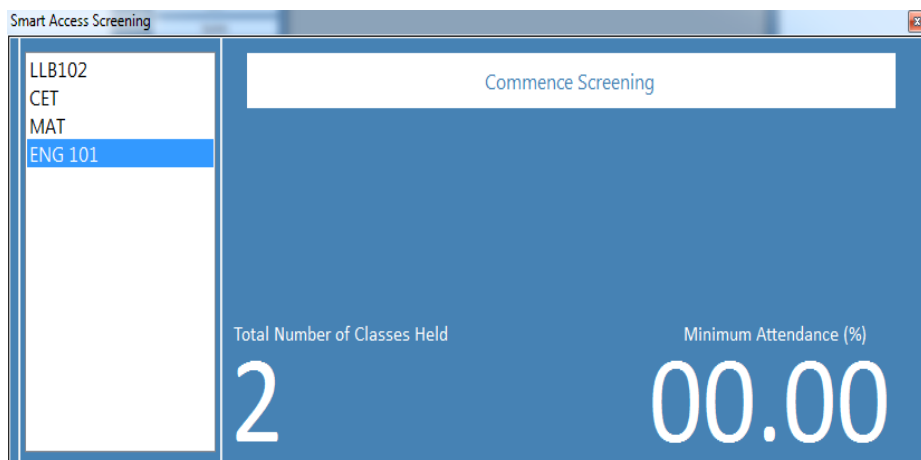 Smart Access Screening
LLB102
CET
MAT
ENG 101
Commence Screening
Total Number of Classes Held
2
Minimum Attendance (%)
00.00